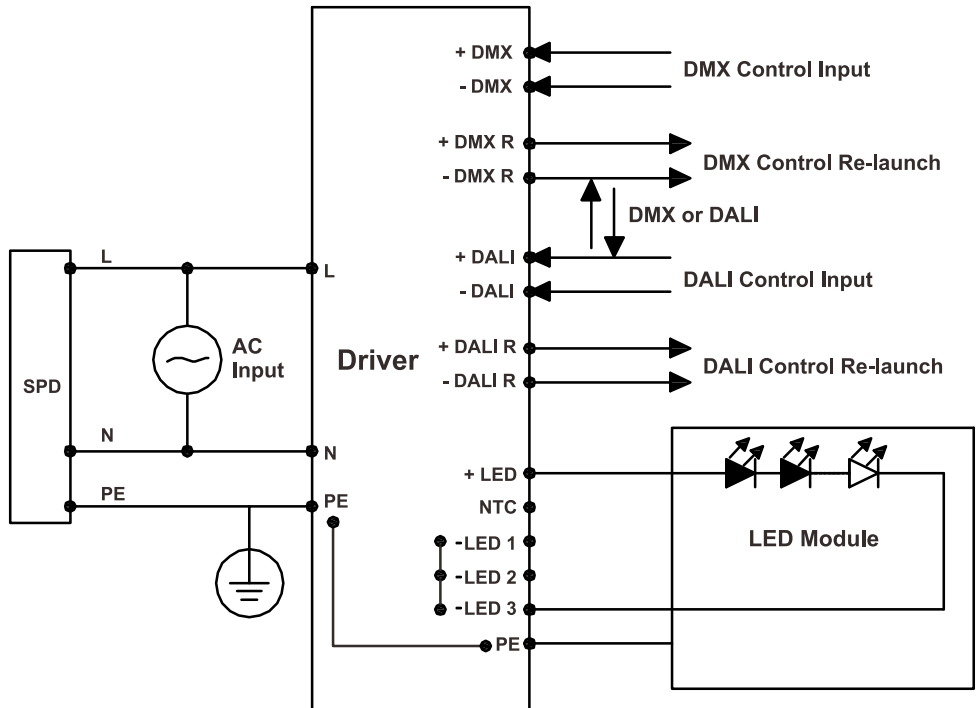 + DMX
- DMX
DMX Control Input
+ DMX R
- DMX R
DMX Control Re-launch
DMX or DALI
+ DALI
- DALI
DALI Control Input
+ DALI R
- DALI R
DALI Control Re-launch
L
L
SPD
AC
Input
Driver
N
N
PE
PE
+ LED
NTC
-LED 1
-LED 2
-LED 3
PE
LED Module